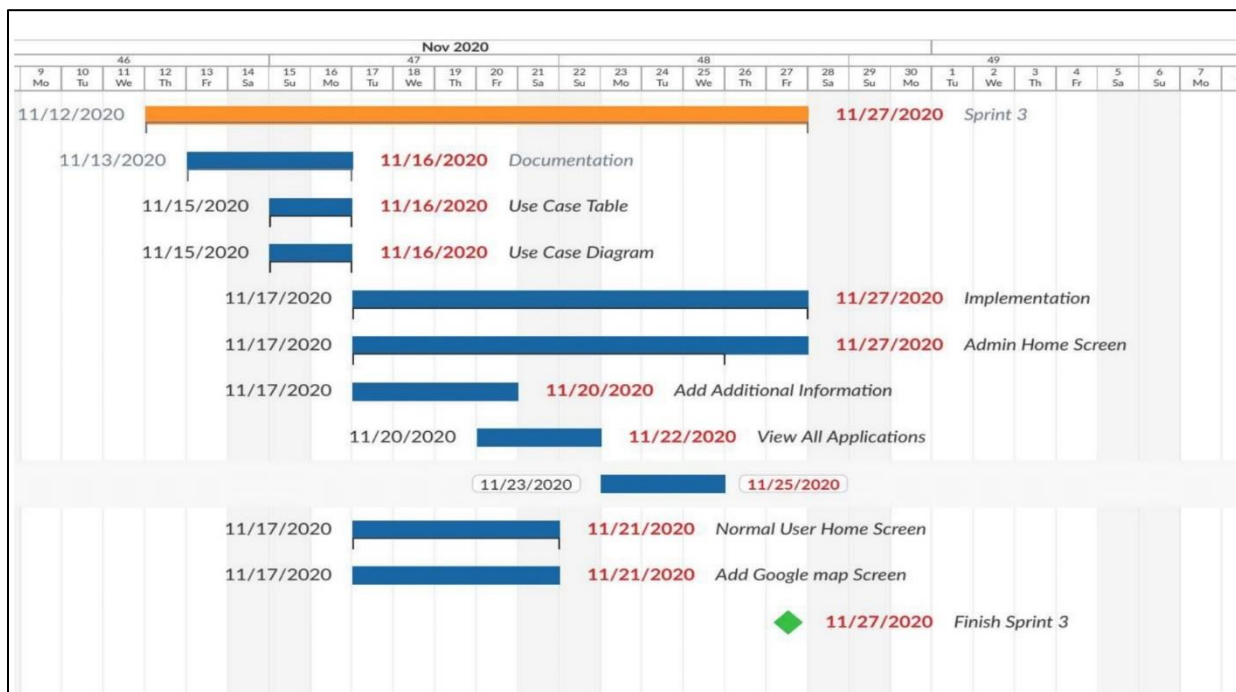 Nov 2020
46 47 48 49
9 10 11 12 13 14 15 16 17 18 19 20 21 22 23 24 25 26 27 28 29 30 1 2 3 4 5 6 7
Mo Tu We Th Fr Sa Su Mo Tu We Th Fr Sa Su Mo Tu We Th Fr Sa Su Mo Tu We Th Fr Sa Su Mo
11/12/2020 11/27/2020 Sprint 3
11/13/2020 11/16/2020 Documentation
11/15/2020 11/16/2020 Use Case Table
11/15/2020 11/16/2020 Use Case Diagram
11/17/2020 11/27/2020 Implementation
11/17/2020 11/27/2020 Admin Home Screen
11/17/2020 11/20/2020 Add Additional Information
11/20/2020 11/22/2020 View All Applications
11/23/2020 11/25/2020
11/17/2020 11/21/2020 Normal User Home Screen
11/17/2020 11/21/2020 Add Google map Screen
11/27/2020 Finish Sprint 3